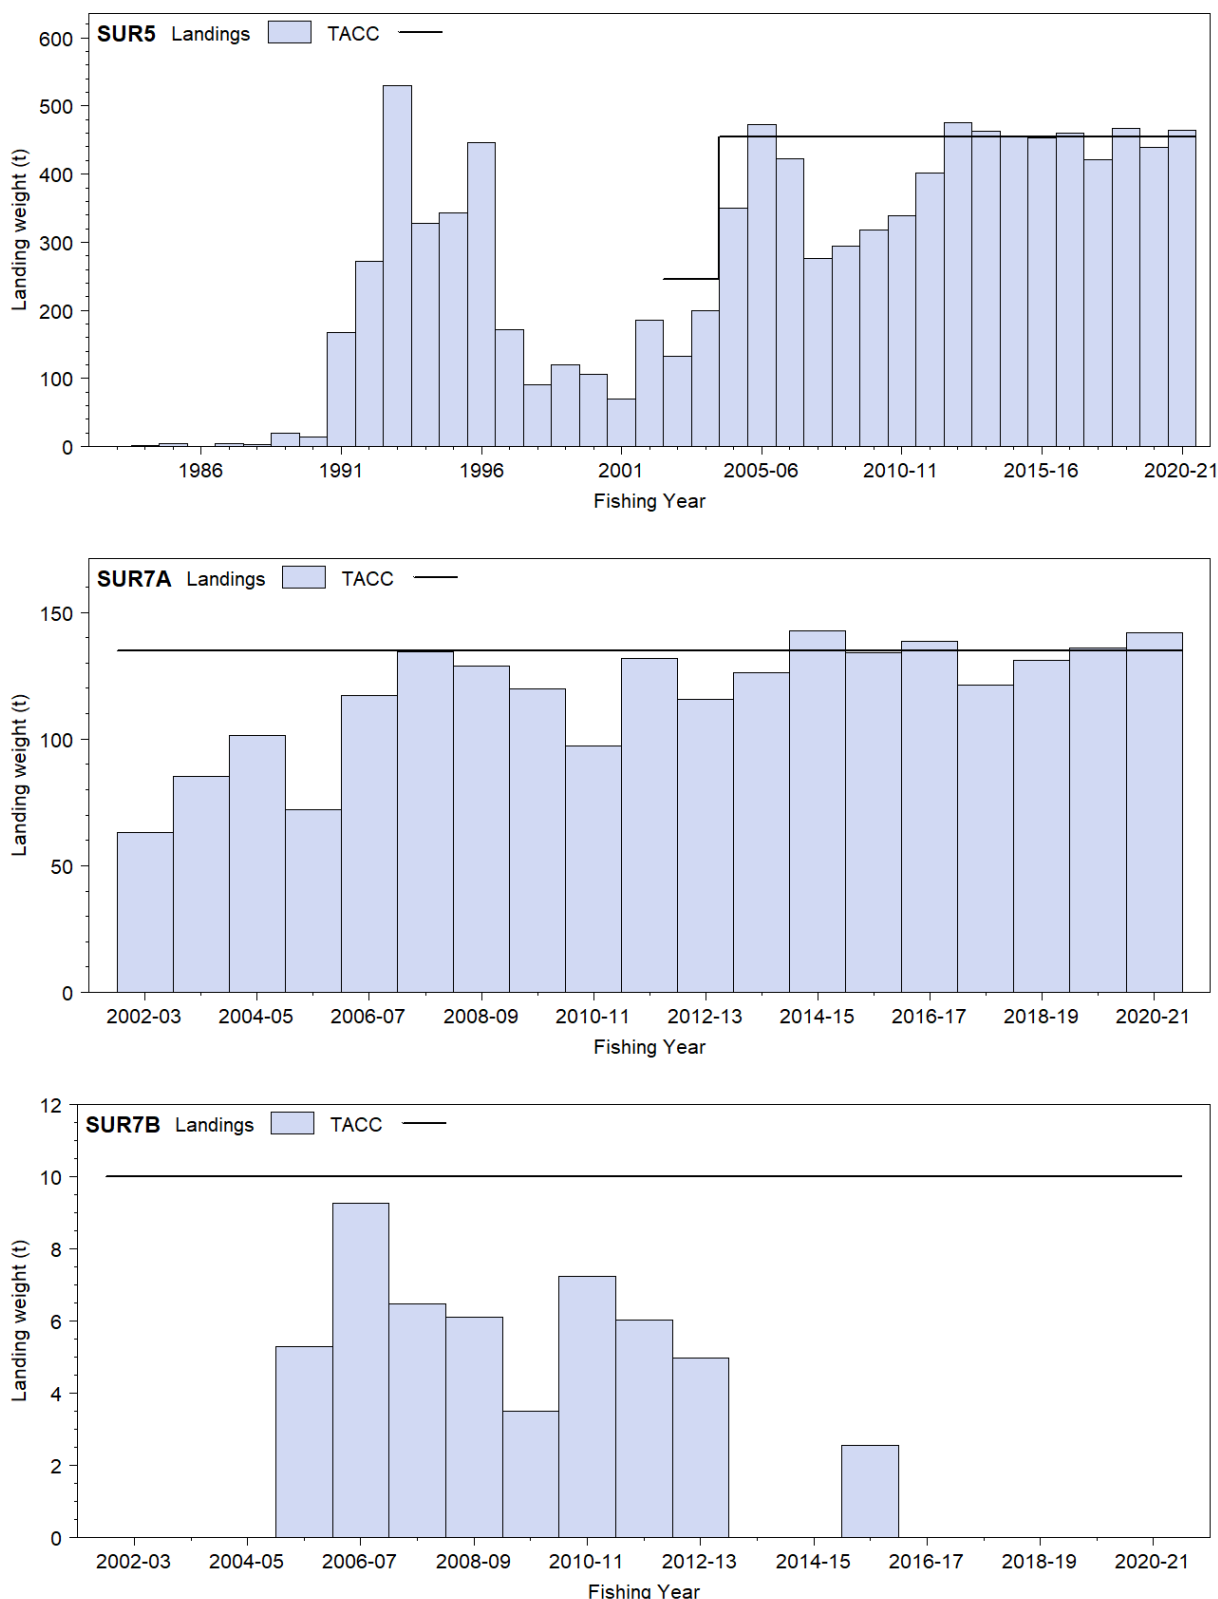 SUR5 Landings TACC
600
500
400
300
200
100
0
Landing weight (t)
1986 1991 1996 2001 2005-06 2010-11 2015-16 2020-21
Fishing Year
SUR7A Landings TACC
150
100
50
0
Landing weight (t)
2002-03 2004-05 2006-07 2008-09 2010-11 2012-13 2014-15 2016-17 2018-19 2020-21
Fishing Year
12
SUR7B Landings TACC
10
8
6
4
2
0
Landing weight (t)
2002-03 2004-05 2006-07 2008-09 2010-11 2012-13 2014-15 2016-17 2018-19 2020-21
Fishing Year